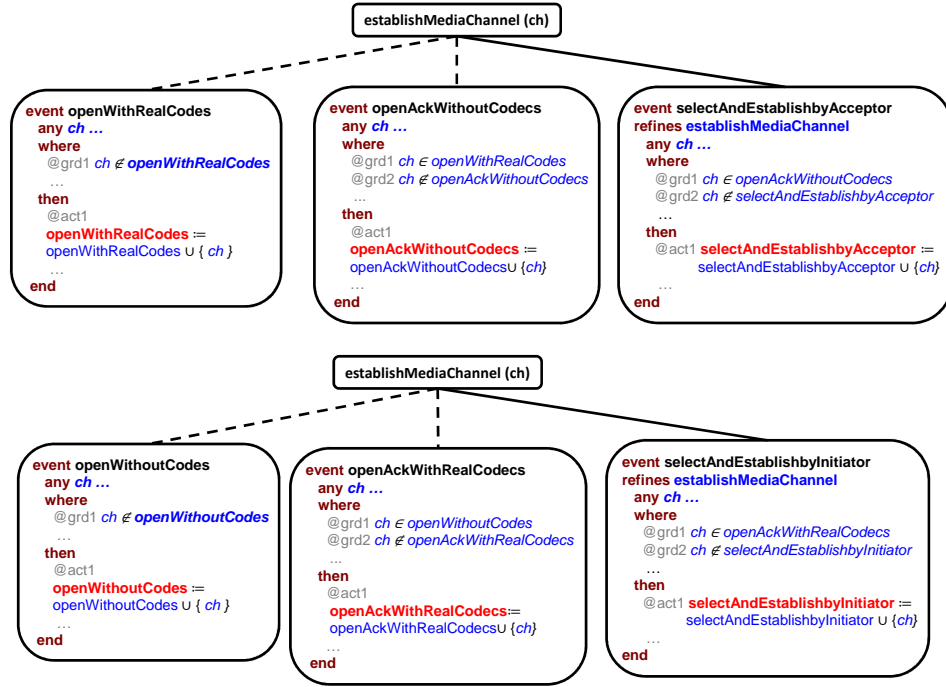 establishMediaChannel (ch)
event openWithRealCodes
any ch ...
where
@grd1 ch ∉ openWithRealCodes
...
then
@act1
openWithRealCodes ≔
openWithRealCodes ∪ { ch }
...
end
event openAckWithoutCodecs
any ch ...
where
@grd1 ch ∈ openWithRealCodes
@grd2 ch ∉ openAckWithoutCodecs
...
then
@act1
openAckWithoutCodecs ≔
openAckWithoutCodecs∪ {ch}
...
end
event selectAndEstablishbyAcceptor
refines establishMediaChannel
any ch ...
where
@grd1 ch ∈ openAckWithoutCodecs
@grd2 ch ∉ selectAndEstablishbyAcceptor
...
then
@act1 selectAndEstablishbyAcceptor ≔
selectAndEstablishbyAcceptor ∪ {ch}
...
end
establishMediaChannel (ch)
event openWithoutCodes
any ch ...
where
@grd1 ch ∉ openWithoutCodes
...
then
@act1
openWithoutCodes ≔
openWithoutCodes ∪ { ch }
...
end
event openAckWithRealCodecs
any ch ...
where
@grd1 ch ∈ openWithoutCodes
@grd2 ch ∉ openAckWithRealCodecs
...
then
@act1
openAckWithRealCodecs≔
openAckWithRealCodecs∪ {ch}
...
end
event selectAndEstablishbyInitiator
refines establishMediaChannel
any ch ...
where
@grd1 ch ∈ openAckWithRealCodecs
@grd2 ch ∉ selectAndEstablishbyInitiator
...
then
@act1 selectAndEstablishbyInitiator ≔
selectAndEstablishbyInitiator ∪ {ch}
...
end